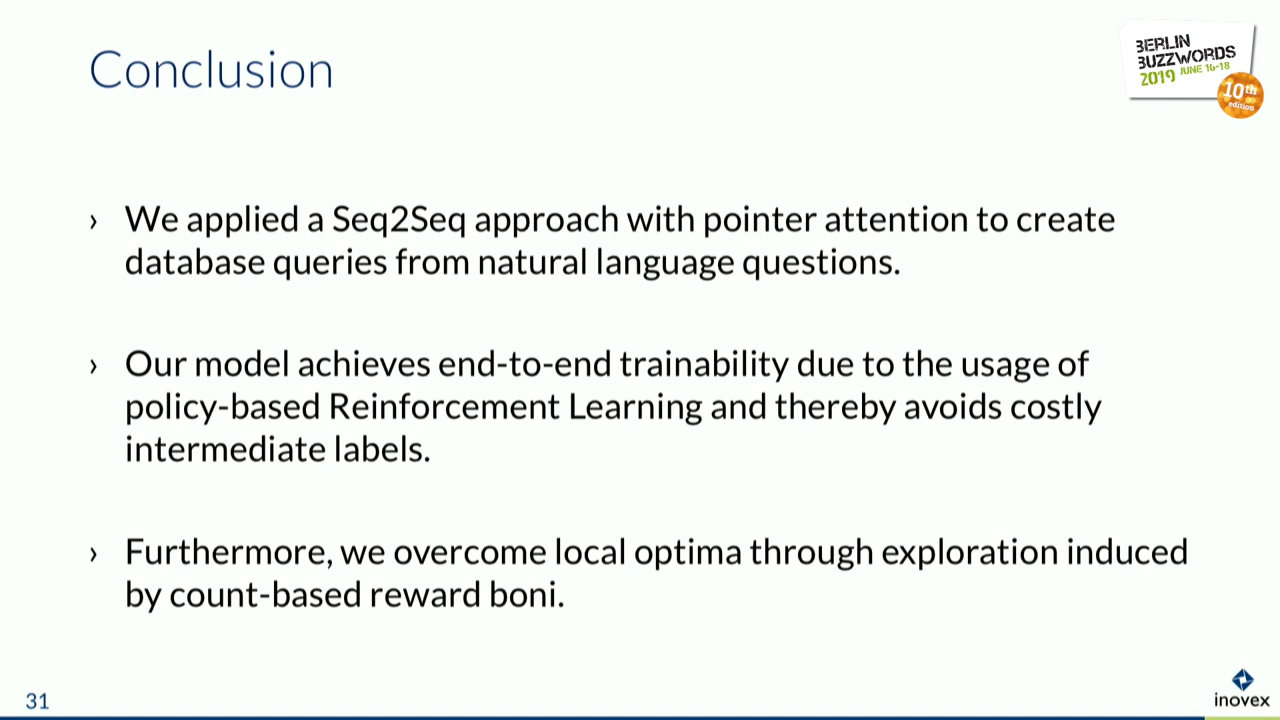 Conclusion
BERLIN
BUZZWORDS
2019 JUNE 16-18
10th
edition
› We applied a Seq2Seq approach with pointer attention to create
database queries from natural language questions.
› Our model achieves end-to-end trainability due to the usage of
policy-based Reinforcement Learning and thereby avoids costly
intermediate labels.
› Furthermore, we overcome local optima through exploration induced
by count-based reward boni.
31
inovex